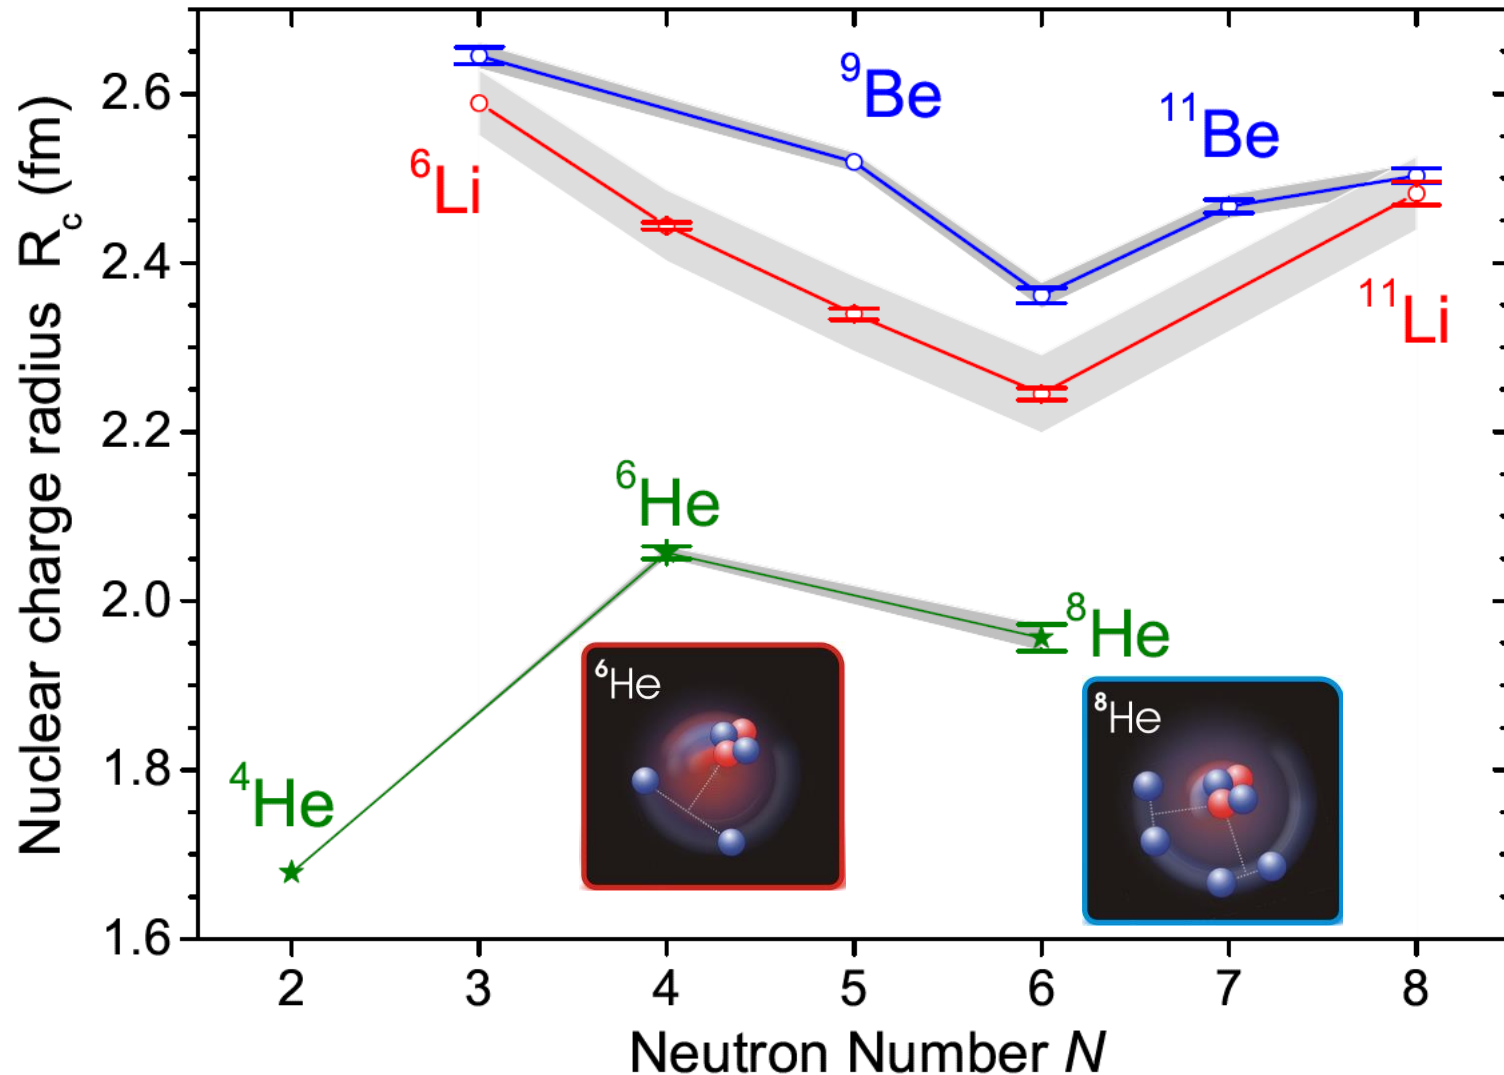 Nuclear charge radius R_c (fm)
2.6
2.4
2.2
2.0
1.8
1.6
⁹Be
¹¹Be
⁶Li
¹¹Li
⁶He
⁸He
⁴He
⁶He
⁸He
2 3 4 5 6 7 8
Neutron Number N